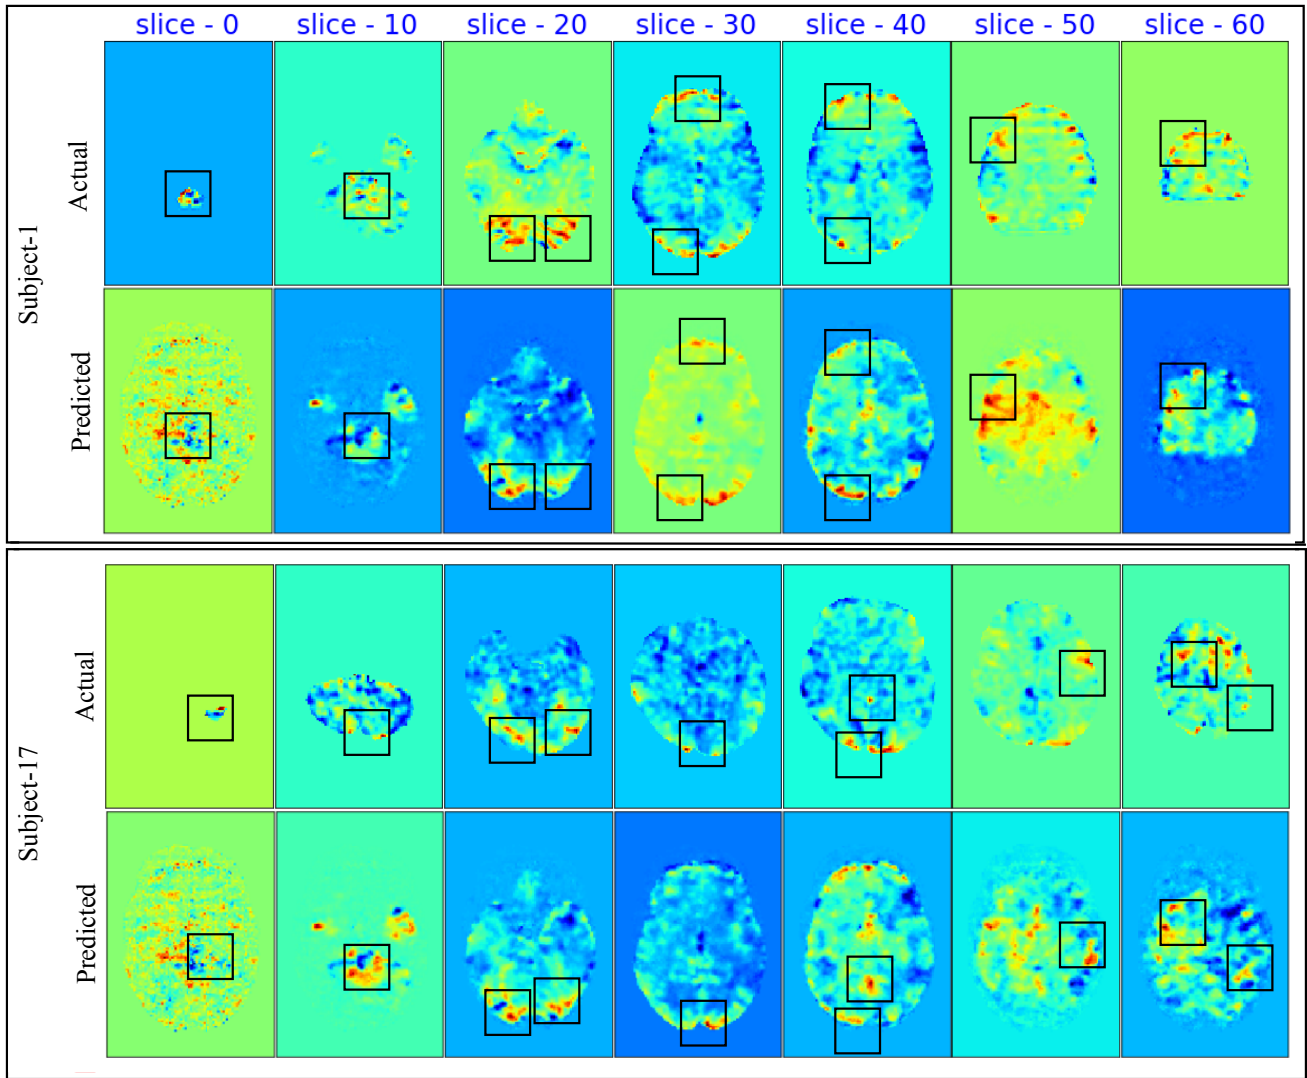 slice - 0 slice - 10 slice - 20 slice - 30 slice - 40 slice - 50 slice - 60
Subject-1
Actual
Predicted
Subject-17
Actual
Predicted